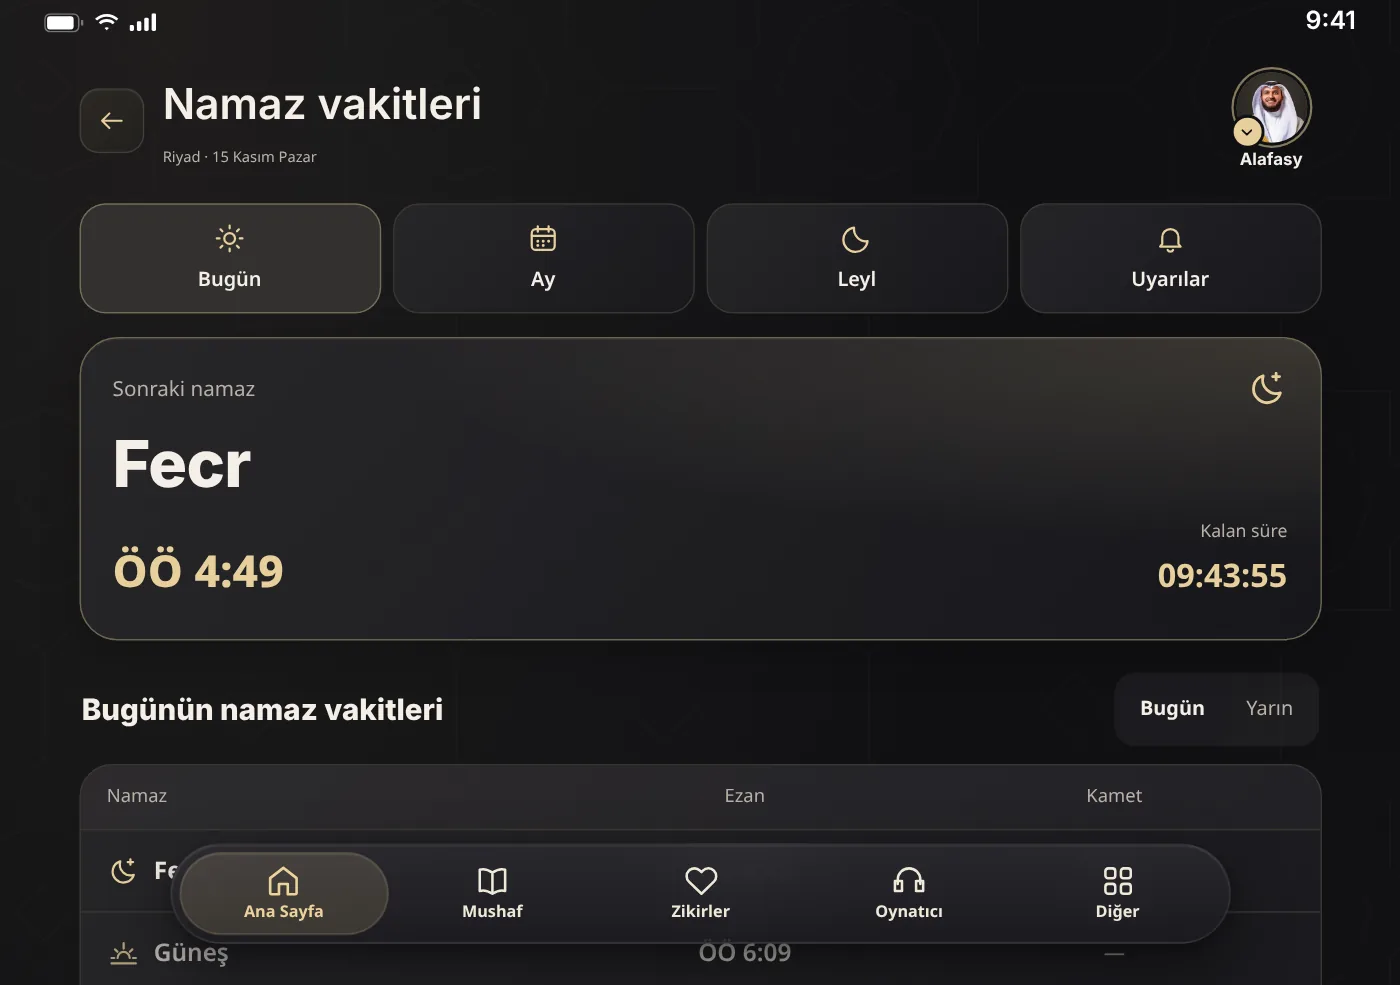 9:41
Namaz vakitleri
Riyad · 15 Kasım Pazar
Alafasy
Bugün
Ay
Leyl
Uyarılar
Sonraki namaz
Fecr
ÖÖ 4:49
Kalan süre
09:43:55
Bugünün namaz vakitleri
Bugün
Yarın
Namaz
Ezan
Kamet
Ana Sayfa
Mushaf
Zikirler
Oynatıcı
Diğer
Güneş
ÖÖ 6:09
—